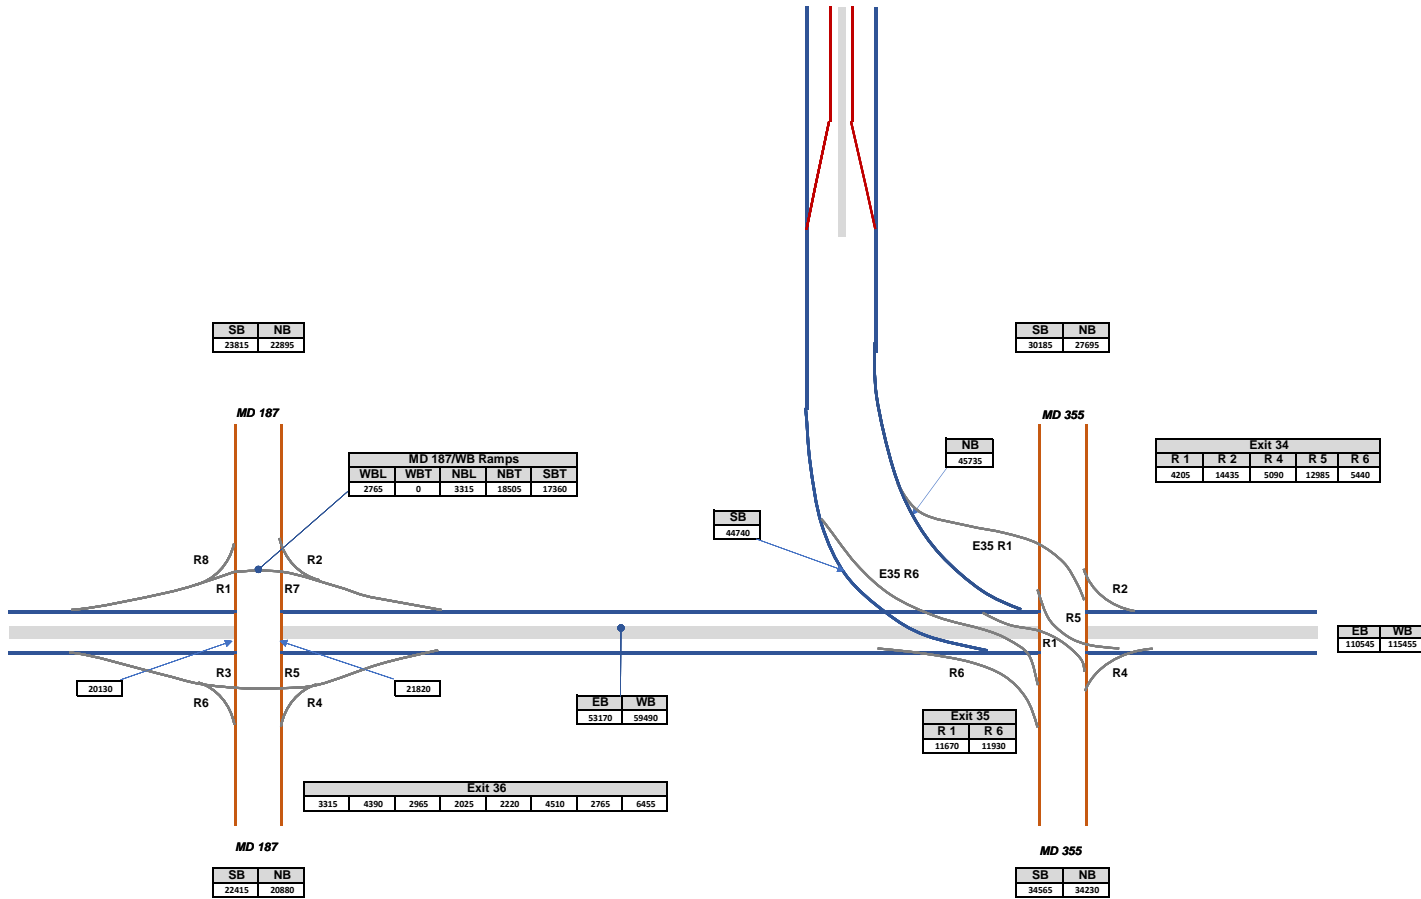 SB NB
23815 22895
SB NB
30185 27695
MD 187
MD 355
MD 187/WB Ramps
WBL WBT NBL NBT SBT
2765 0 3315 18505 17360
NB
45735
Exit 34
R 1 R 2 R 4 R 5 R 6
4205 14435 5090 12985 5440
SB
44740
R8
R2
R1
R7
E35 R1
E35 R6
R2
R5
R1
R6
R4
EB WB
110545 115455
R3
R5
R6
R4
20130
21820
EB WB
53170 59490
Exit 35
R 1 R 6
11670 11930
Exit 36
3315 4390 2965 2025 2220 4510 2765 6455
MD 187
MD 355
SB NB
22415 20880
SB NB
34565 34230